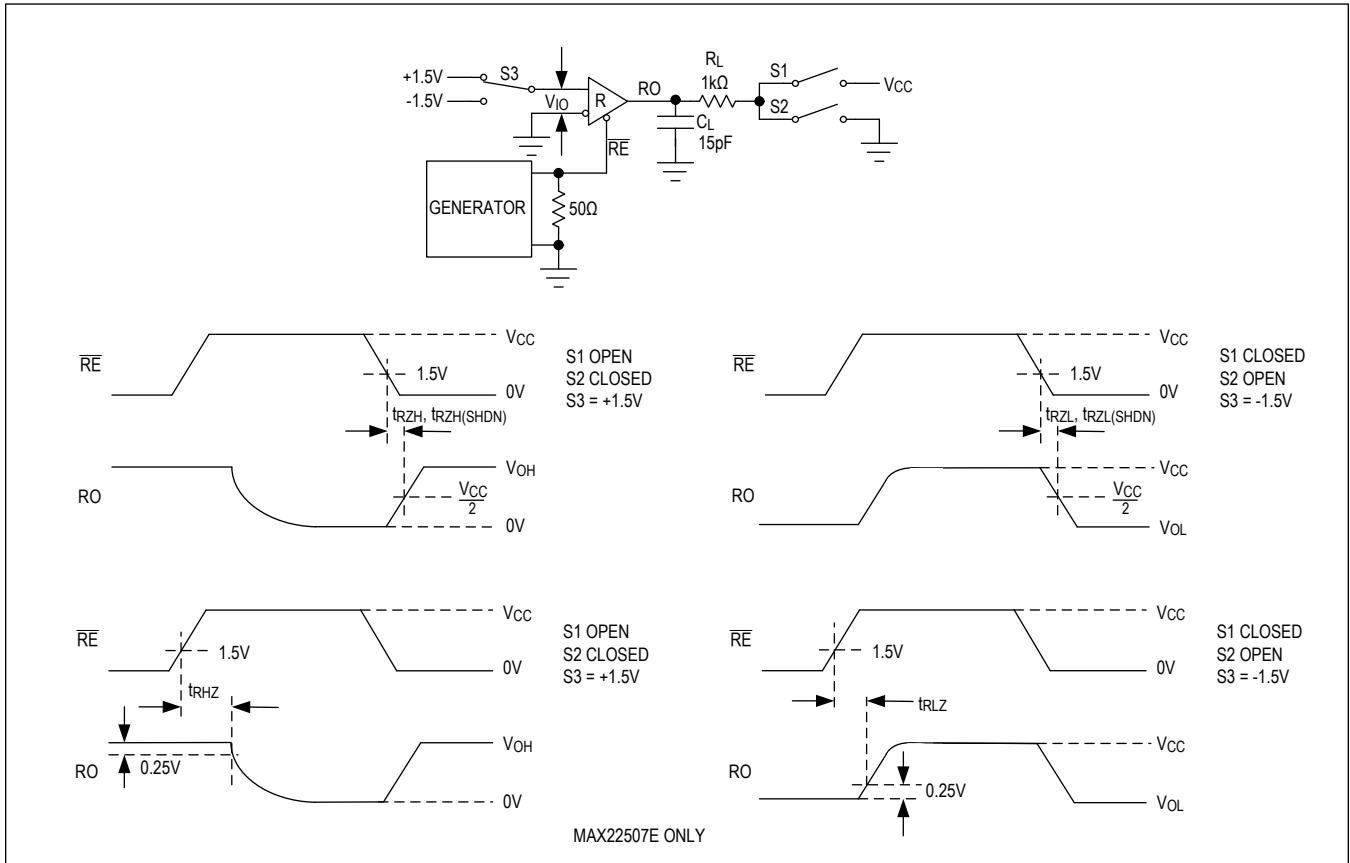 +1.5V
-1.5V
S3
VIO
R
RO
RE
RL
1kΩ
CL
15pF
S1
S2
VCC
GENERATOR
50Ω
RE
VCC
1.5V
0V
S1 OPEN
S2 CLOSED
S3 = +1.5V
tRZH, tRZH(SHDN)
RO
VOH
VCC
2
0V
RE
VCC
1.5V
0V
S1 CLOSED
S2 OPEN
S3 = -1.5V
tRZL, tRZL(SHDN)
RO
VCC
VCC
2
VOL
RE
VCC
1.5V
0V
S1 OPEN
S2 CLOSED
S3 = +1.5V
tRHZ
RO
0.25V
VOH
0V
RE
VCC
1.5V
0V
S1 CLOSED
S2 OPEN
S3 = -1.5V
tRLZ
RO
VCC
0.25V
VOL
MAX22507E ONLY